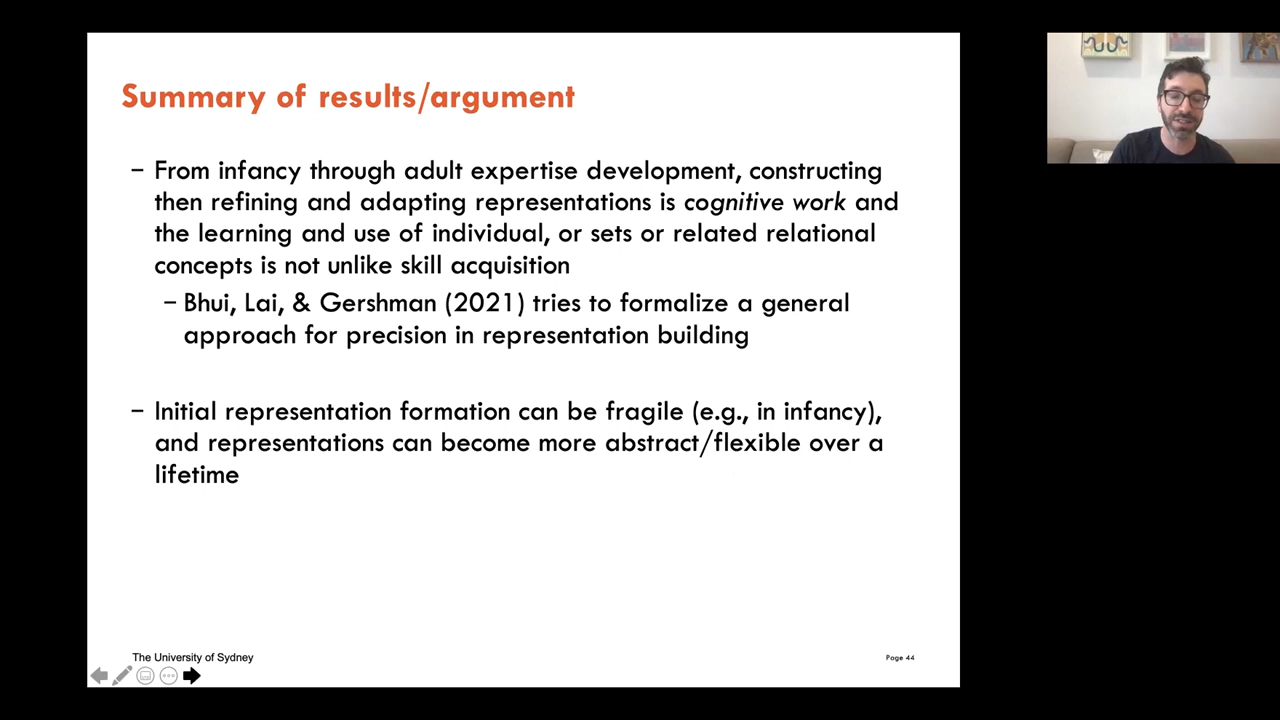 Summary of results/argument
– From infancy through adult expertise development, constructing
then refining and adapting representations is cognitive work and
the learning and use of individual, or sets or related relational
concepts is not unlike skill acquisition
– Bhui, Lai, & Gershman (2021) tries to formalize a general
approach for precision in representation building
– Initial representation formation can be fragile (e.g., in infancy),
and representations can become more abstract/flexible over a
lifetime
The University of Sydney
Page 44